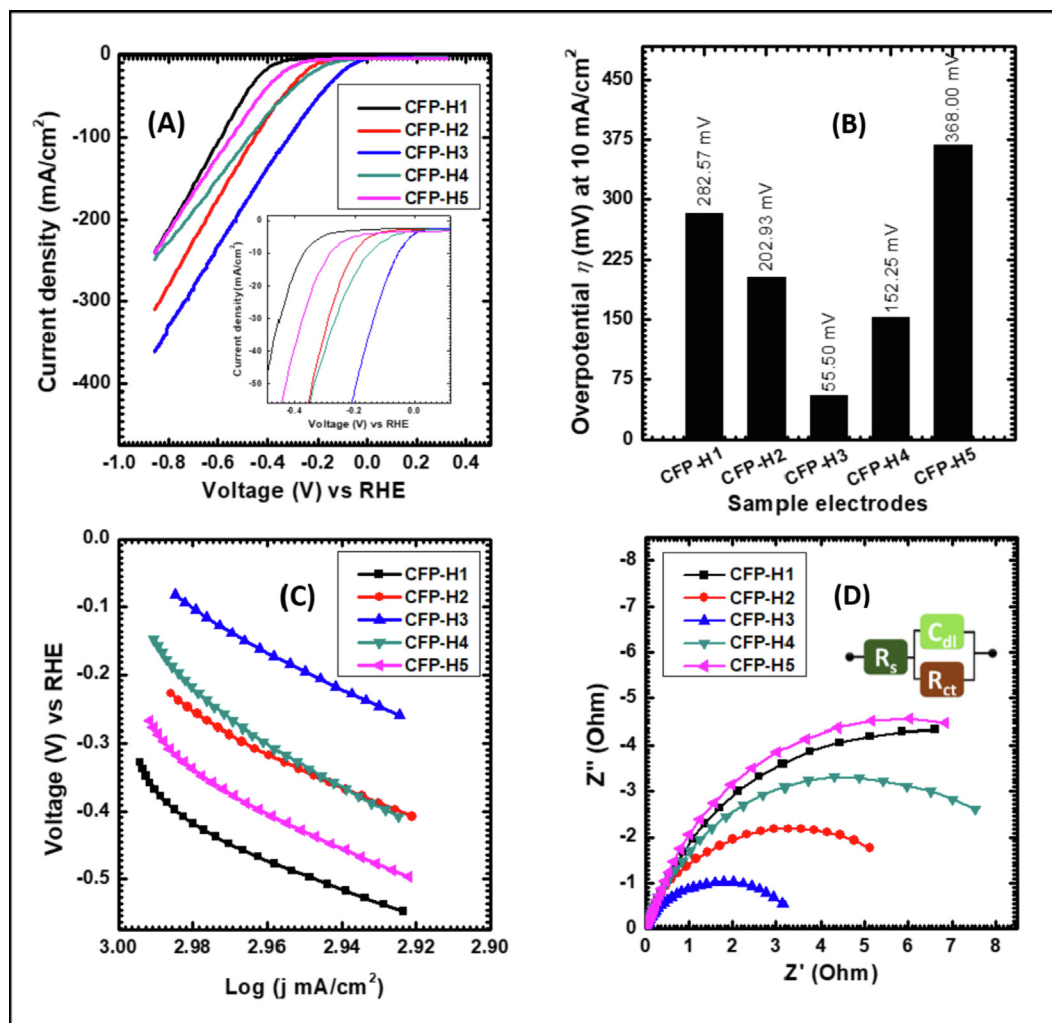 (A)
Current density (mA/cm²)
0
-100
-200
-300
-400
-1.0 -0.8 -0.6 -0.4 -0.2 0.0 0.2 0.4
Voltage (V) vs RHE
CFP-H1
CFP-H2
CFP-H3
CFP-H4
CFP-H5
Current density(mA/cm²)
0
-10
-20
-30
-40
-50
-0.4 -0.2 0.0
Voltage (V) vs RHE
(B)
Overpotential η (mV) at 10 mA/cm²
450
375
300
225
150
75
0
282.57 mV
202.93 mV
55.50 mV
152.25 mV
368.00 mV
CFP-H1
CFP-H2
CFP-H3
CFP-H4
CFP-H5
Sample electrodes
(C)
Voltage (V) vs RHE
0.0
-0.1
-0.2
-0.3
-0.4
-0.5
3.00 2.98 2.96 2.94 2.92 2.90
Log (j mA/cm²)
CFP-H1
CFP-H2
CFP-H3
CFP-H4
CFP-H5
(D)
Z'' (Ohm)
-8
-7
-6
-5
-4
-3
-2
-1
0
0 1 2 3 4 5 6 7 8
Z' (Ohm)
CFP-H1
CFP-H2
CFP-H3
CFP-H4
CFP-H5
Rs
Cdl
Rct